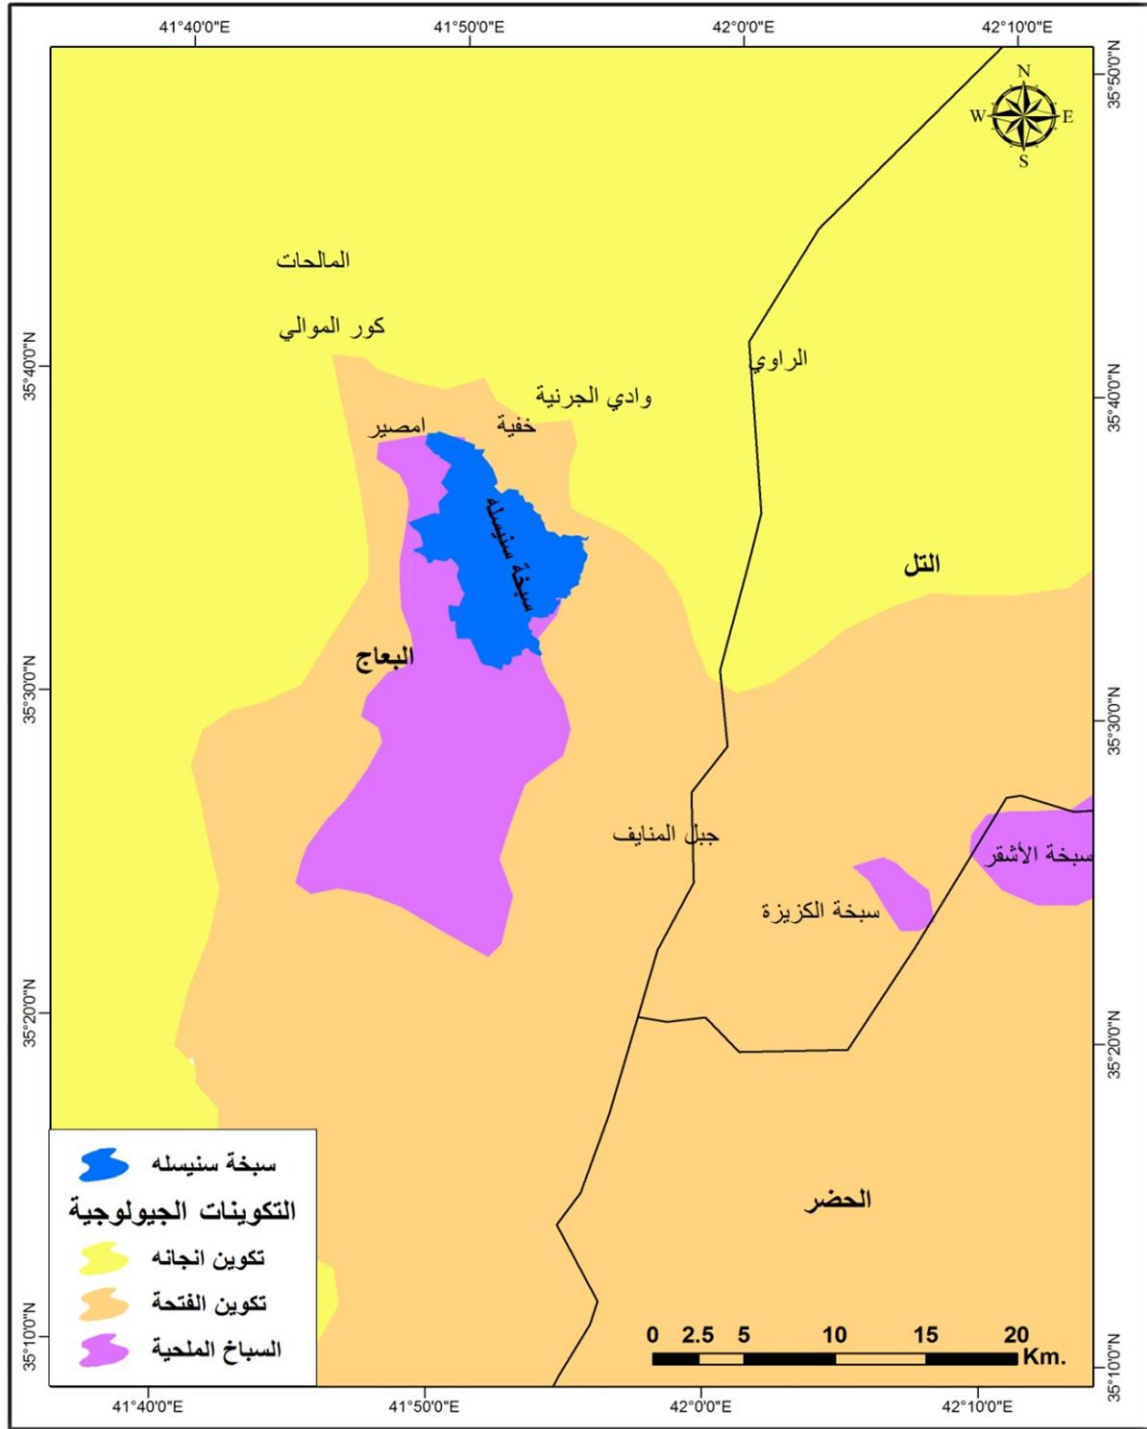 41°40'0"E 41°50'0"E 42°0'0"E 42°10'0"E
35°50'0"N
N
W E
S
المالحات
كور الموالي
35°40'0"N
الراوي
وادي الجرنية
35°40'0"N
امصير
خفية
سبخة سنيسله
التل
البعاج
35°30'0"N
35°30'0"N
جبل المنايف
سبخة الأشقر
سبخة الكزيزة
35°20'0"N
35°20'0"N
الحضر
سبخة سنيسله
التكوينات الجيولوجية
تكوين انجانه
تكوين الفتحة
السباخ الملحية
0 2.5 5 10 15 20
Km.
35°10'0"N
35°10'0"N
41°40'0"E 41°50'0"E 42°0'0"E 42°10'0"E